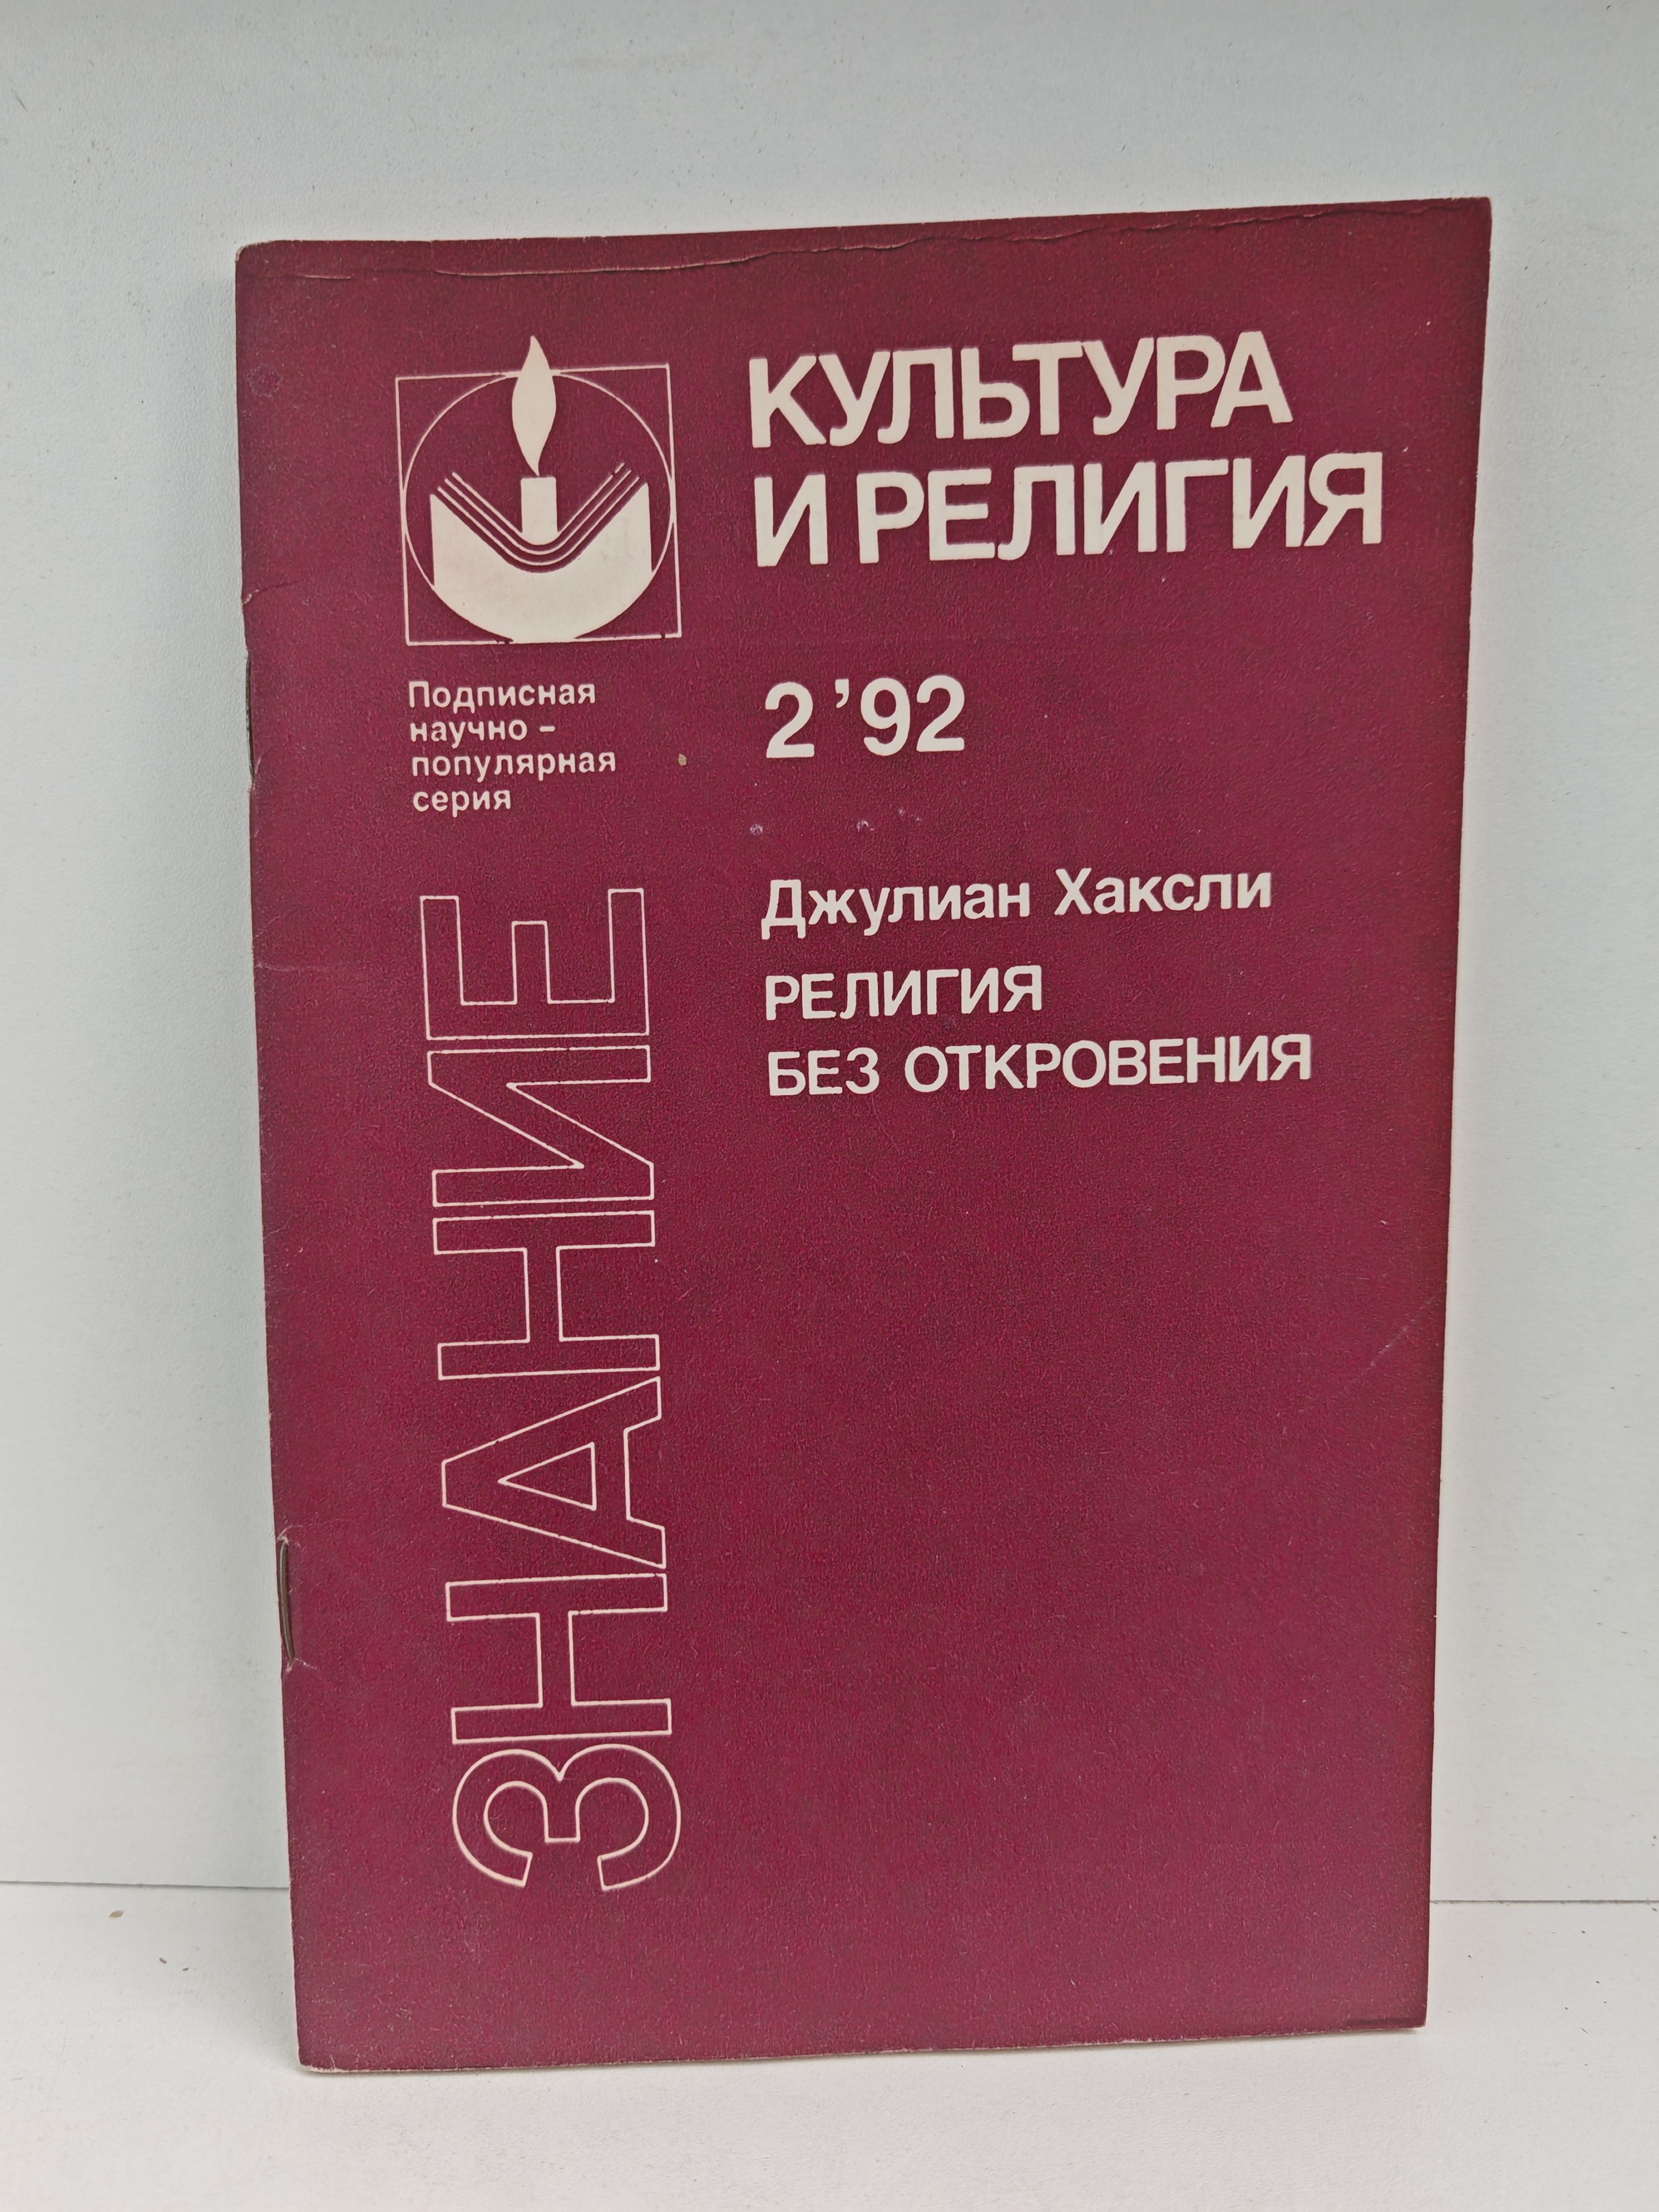 КУЛЬТУРА
И РЕЛИГИЯ
Подписная
научно -
популярная
серия
2 '92
Джулиан Хаксли
РЕЛИГИЯ
БЕЗ ОТКРОВЕНИЯ
ЗНАНИЕ